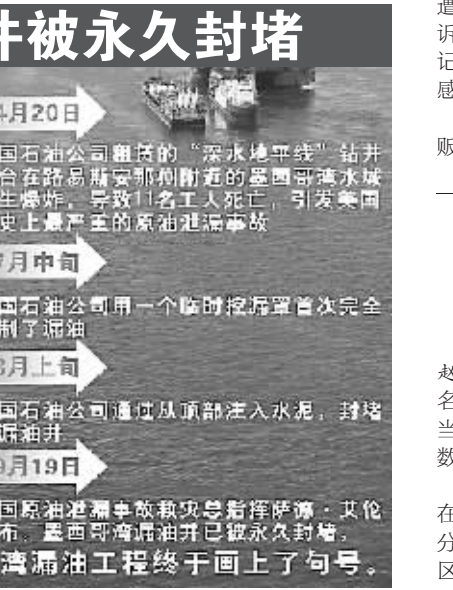 井被永久封堵
4月20日
国石油公司租赁的“深水地平线”钻井
台在路易斯安那州附近的墨西哥湾水域
生爆炸，导致11名工人死亡，引发美国
史上最严重的原油泄漏事故
7月中旬
国石油公司用一个临时控漏罩首次完全
制了漏油
8月上旬
国石油公司通过从顶部注入水泥，封堵
漏油井
9月19日
国原油泄漏事故救灾总指挥萨德·艾伦
布。墨西哥湾漏油井已被永久封堵，
湾漏油工程终于画上了句号。
诉
记
感
贩
赵
名
当
数
在
分
区